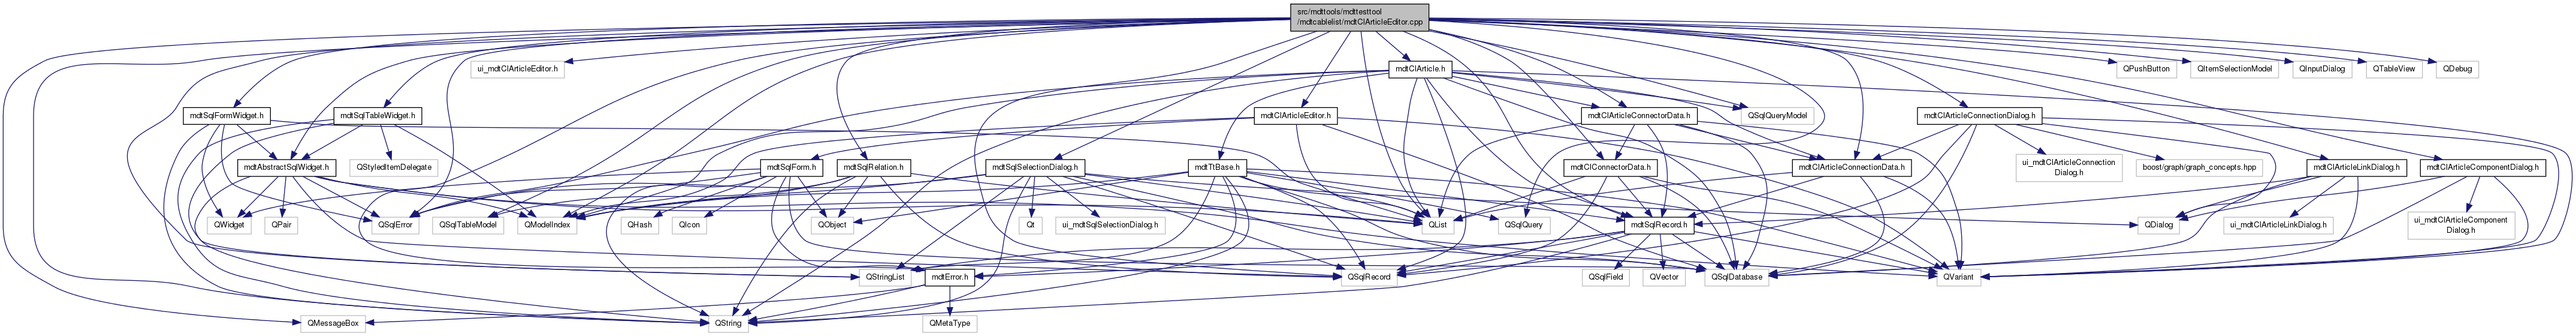 src/mdttools/mdttesttool
/mdtcablelist/mdtClArticleEditor.cpp
ui_mdtClArticleEditor.h
mdtClArticle.h
QPushButton
QItemSelectionModel
QInputDialog
QTableView
QDebug
mdtSqlFormWidget.h
mdtSqlTableWidget.h
mdtClArticleEditor.h
QSqlQueryModel
mdtClArticleConnectorData.h
mdtClArticleConnectionDialog.h
mdtAbstractSqlWidget.h
QStyledItemDelegate
mdtSqlForm.h
mdtSqlRelation.h
mdtSqlSelectionDialog.h
mdtTtBase.h
mdtClConnectorData.h
mdtClArticleConnectionData.h
ui_mdtClArticleConnection
Dialog.h
boost/graph/graph_concepts.hpp
mdtClArticleLinkDialog.h
mdtClArticleComponentDialog.h
QWidget
QPair
QSqlError
QSqlTableModel
QModelIndex
QHash
QIcon
QObject
Qt
ui_mdtSqlSelectionDialog.h
QList
QSqlQuery
mdtSqlRecord.h
QDialog
ui_mdtClArticleLinkDialog.h
ui_mdtClArticleComponent
Dialog.h
QStringList
mdtError.h
QSqlRecord
QSqlField
QVector
QSqlDatabase
QVariant
QMessageBox
QString
QMetaType